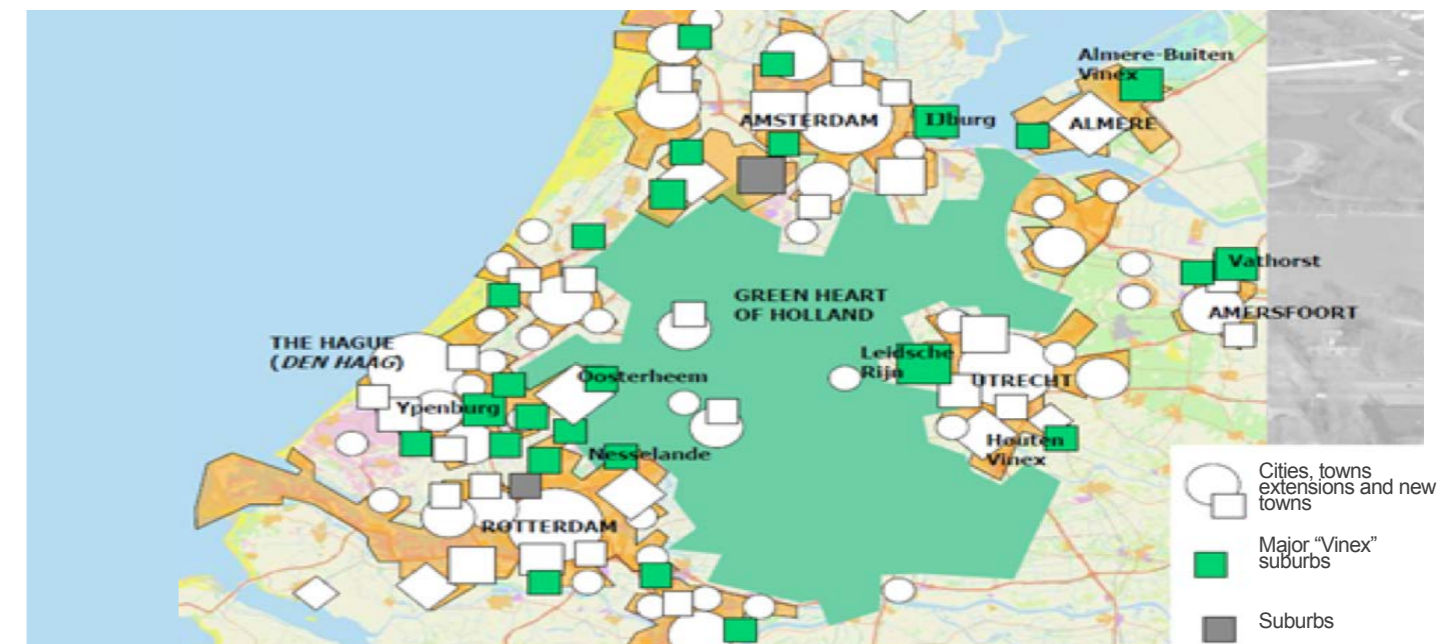 Almere-Buiten
Vinex
AMSTERDAM
IJburg
ALMERE
Vathorst
GREEN HEART
OF HOLLAND
AMERSFOORT
THE HAGUE
(DEN HAAG)
Leidsche
Rijn
Oosterheem
UTRECHT
Ypenburg
Houten
Vinex
Nesselande
ROTTERDAM
Cities, towns
extensions and new
towns
Major “Vinex”
suburbs
Suburbs